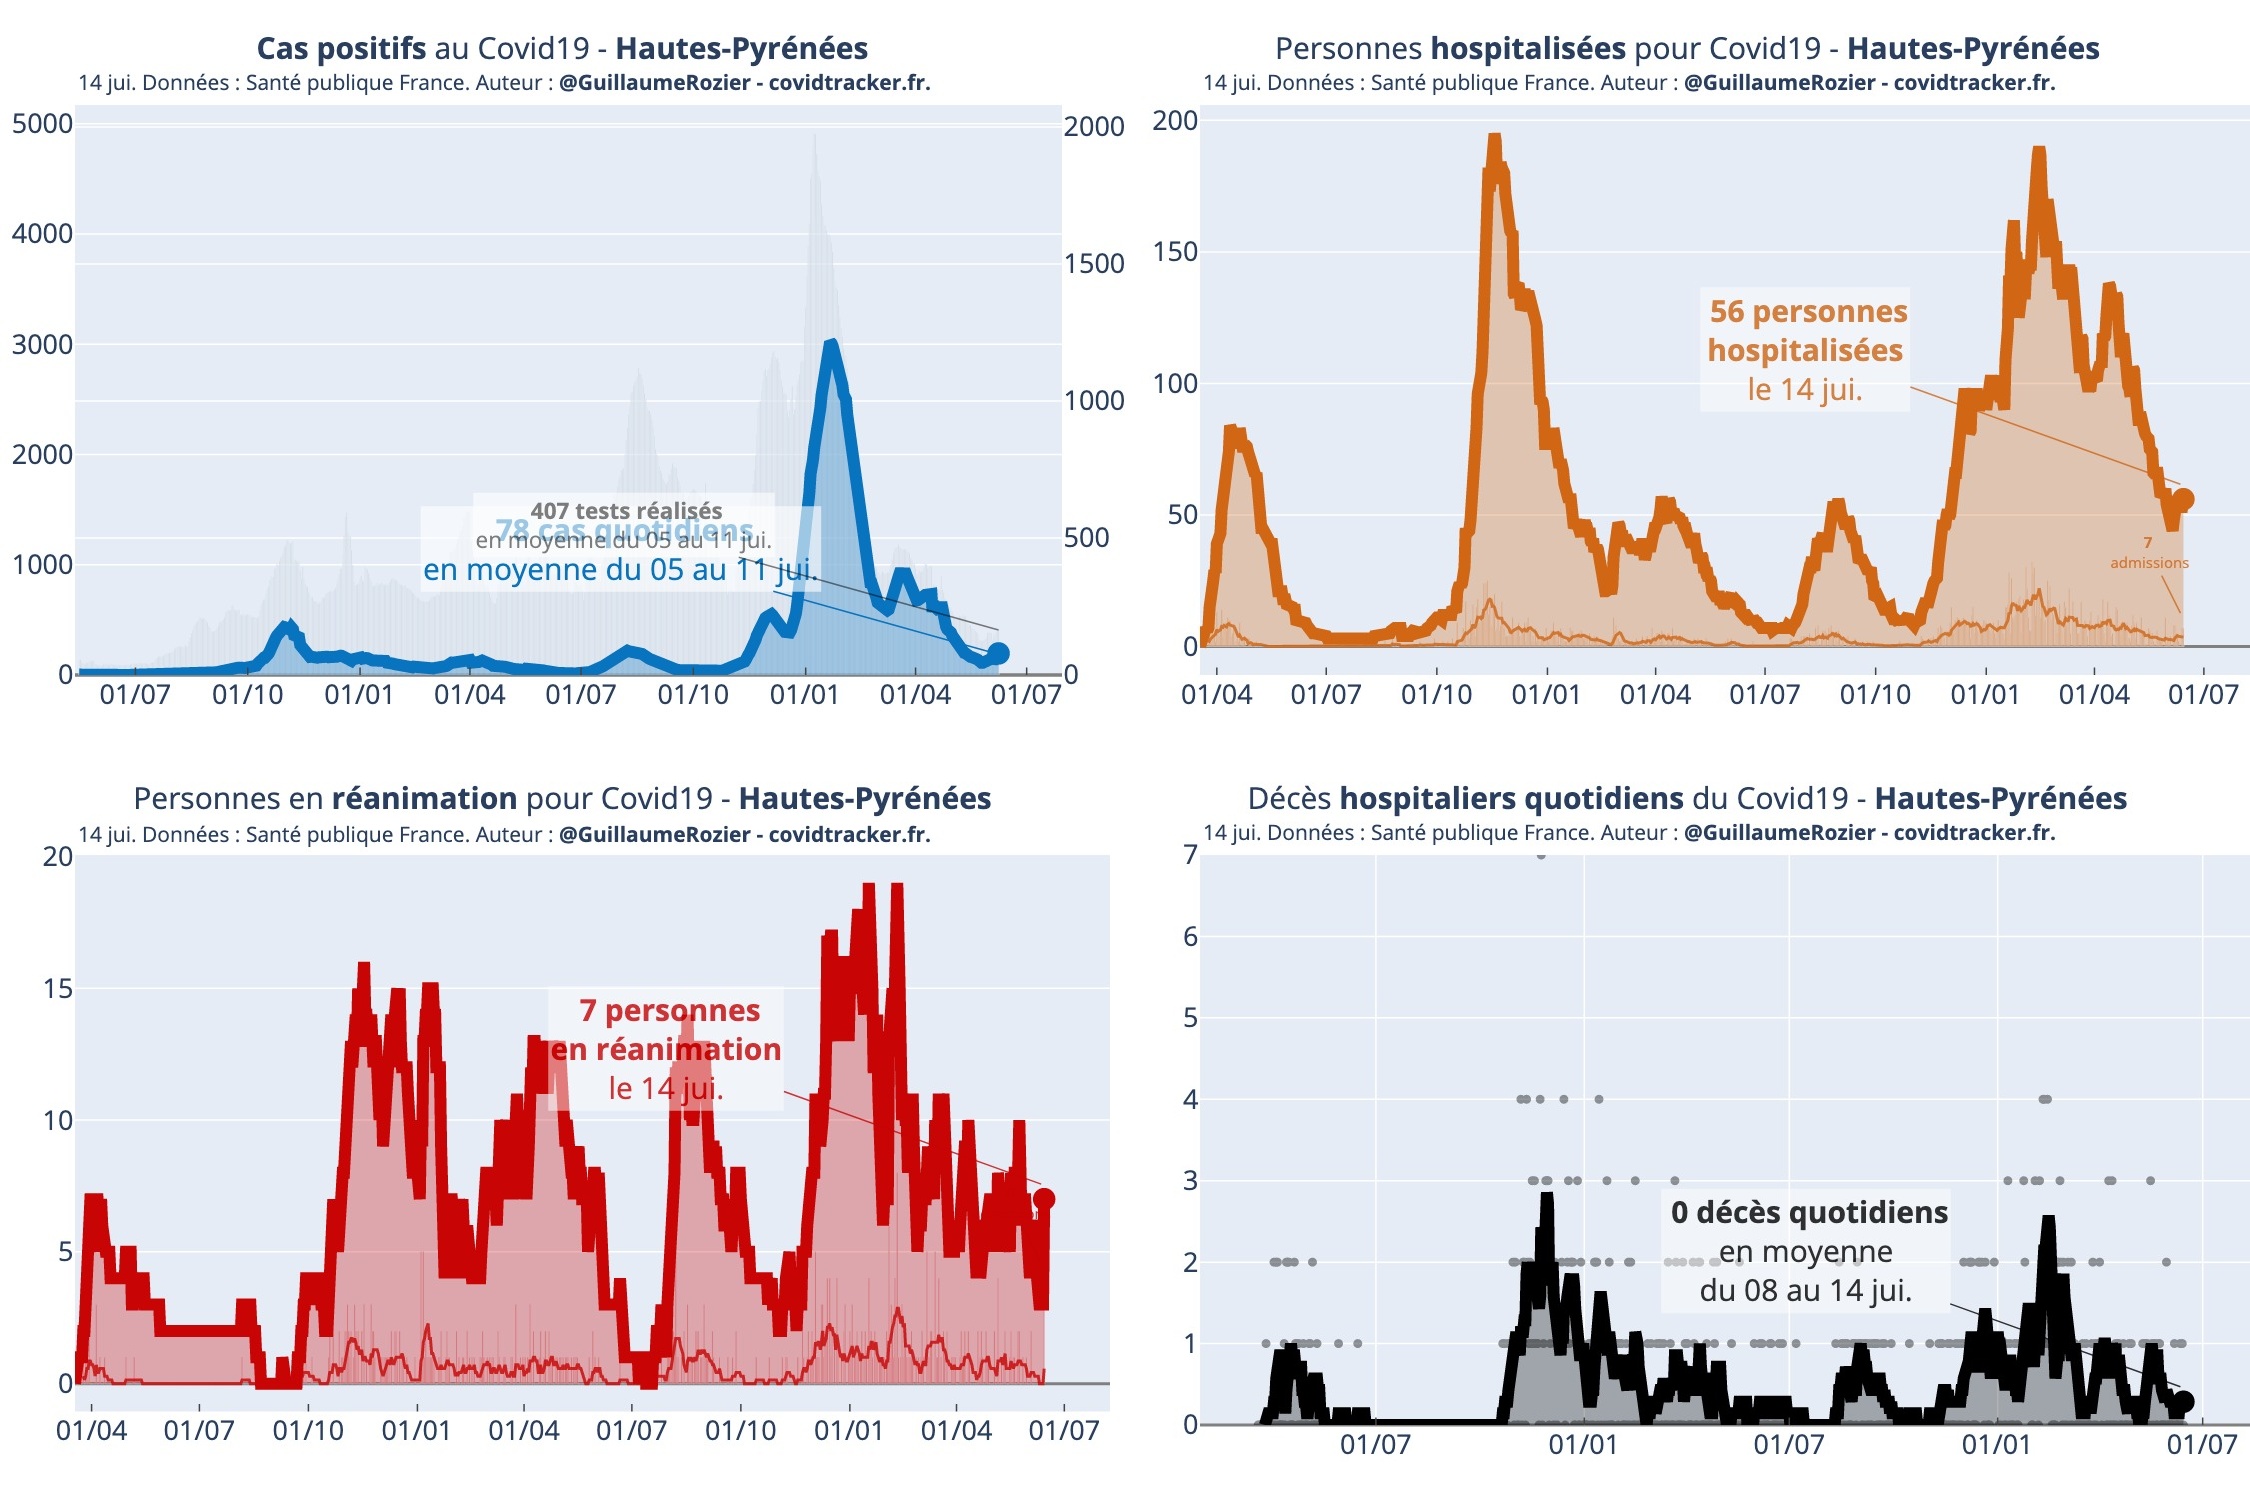 Cas positifs au Covid19 - Hautes-Pyrénées
14 jui. Données : Santé publique France. Auteur : @GuillaumeRozier - covidtracker.fr.
5000
4000
3000
2000
1000
0
2000
1500
1000
500
0
407 tests réalisés
en moyenne du 05 au 11 jui.
78 cas quotidiens
en moyenne du 05 au 11 jui.
01/07 01/10 01/01 01/04 01/07 01/10 01/01 01/04 01/07
Personnes hospitalisées pour Covid19 - Hautes-Pyrénées
14 jui. Données : Santé publique France. Auteur : @GuillaumeRozier - covidtracker.fr.
200
150
100
50
0
56 personnes
hospitalisées
le 14 jui.
7
admissions
01/04 01/07 01/10 01/01 01/04 01/07 01/10 01/01 01/04 01/07
Personnes en réanimation pour Covid19 - Hautes-Pyrénées
14 jui. Données : Santé publique France. Auteur : @GuillaumeRozier - covidtracker.fr.
20
15
10
5
0
7 personnes
en réanimation
le 14 jui.
01/04 01/07 01/10 01/01 01/04 01/07 01/10 01/01 01/04 01/07
Décès hospitaliers quotidiens du Covid19 - Hautes-Pyrénées
14 jui. Données : Santé publique France. Auteur : @GuillaumeRozier - covidtracker.fr.
7
6
5
4
3
2
1
0
0 décès quotidiens
en moyenne
du 08 au 14 jui.
01/07 01/01 01/07 01/01 01/07